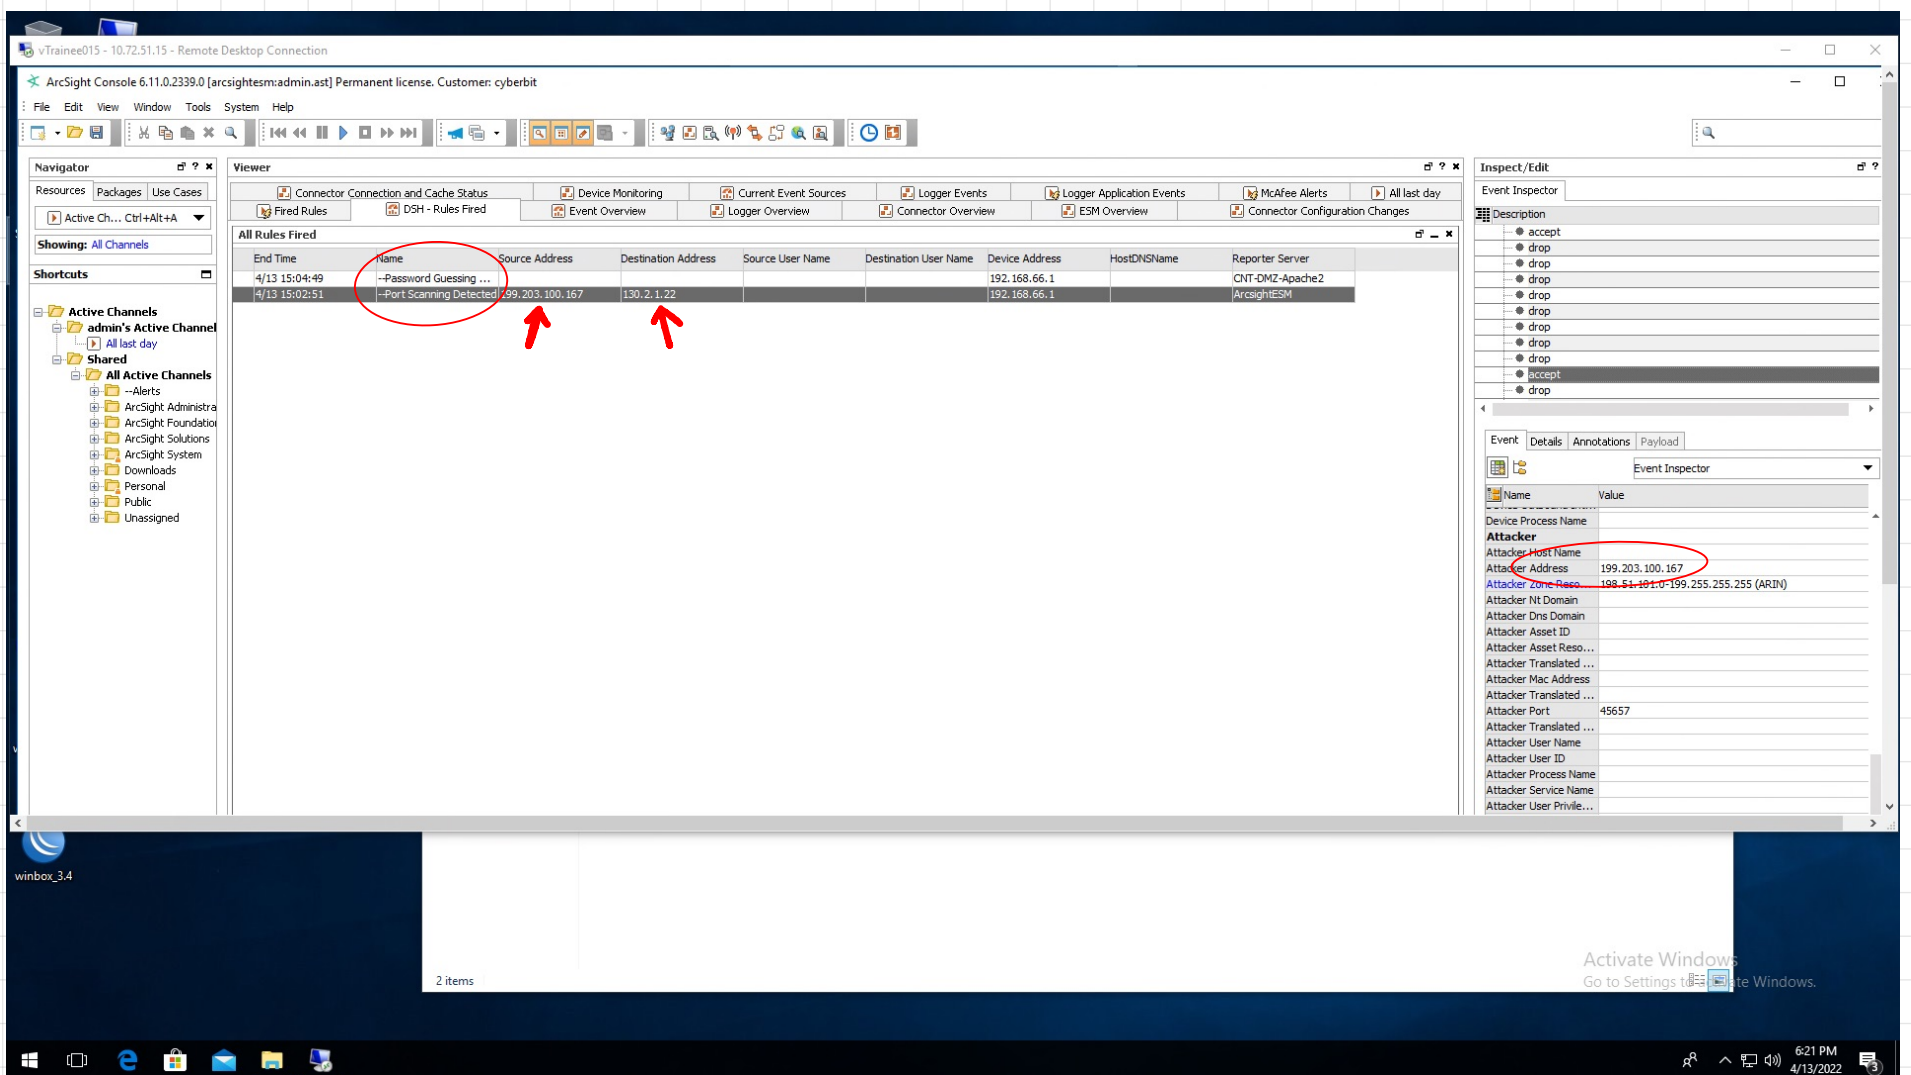 vTrainee015 - 10.72.51.15 - Remote Desktop Connection
ArcSight Console 6.11.0.2339.0 [arcsightesm:admin.ast] Permanent license. Customer: cyberbit
File Edit View Window Tools System Help
Navigator
Resources Packages Use Cases
Active Ch... Ctrl+Alt+A
Showing: All Channels
Shortcuts
Active Channels
admin's Active Channel
All last day
Shared
All Active Channels
--Alerts
ArcSight Administra
ArcSight Foundation
ArcSight Solutions
ArcSight System
Downloads
Personal
Public
Unassigned
Viewer
Connector Connection and Cache Status Device Monitoring Current Event Sources Logger Events Logger Application Events McAfee Alerts All last day
Fired Rules DSH - Rules Fired Event Overview Logger Overview Connector Overview ESM Overview Connector Configuration Changes
All Rules Fired
End Time Name Source Address Destination Address Source User Name Destination User Name Device Address HostDNSName Reporter Server
4/13 15:04:49 --Password Guessing ... 192.168.66.1 CNT-DMZ-Apache2
4/13 15:02:51 --Port Scanning Detected 199.203.100.167 130.2.1.22 192.168.66.1 ArcsightESM
Inspect/Edit
Event Inspector
Description
accept
drop
drop
drop
drop
drop
drop
drop
drop
accept
drop
Event Details Annotations Payload
Event Inspector
Name Value
Device Process Name
Attacker
Attacker Host Name
Attacker Address 199.203.100.167
Attacker Zone Reso... 198.51.101.0-199.255.255.255 (ARIN)
Attacker Nt Domain
Attacker Dns Domain
Attacker Asset ID
Attacker Asset Reso...
Attacker Translated ...
Attacker Mac Address
Attacker Translated ...
Attacker Port 45657
Attacker Translated ...
Attacker User Name
Attacker User ID
Attacker Process Name
Attacker Service Name
Attacker User Privile...
winbox_3.4
2 items
Activate Windows
Go to Settings to activate Windows.
6:21 PM
4/13/2022
3